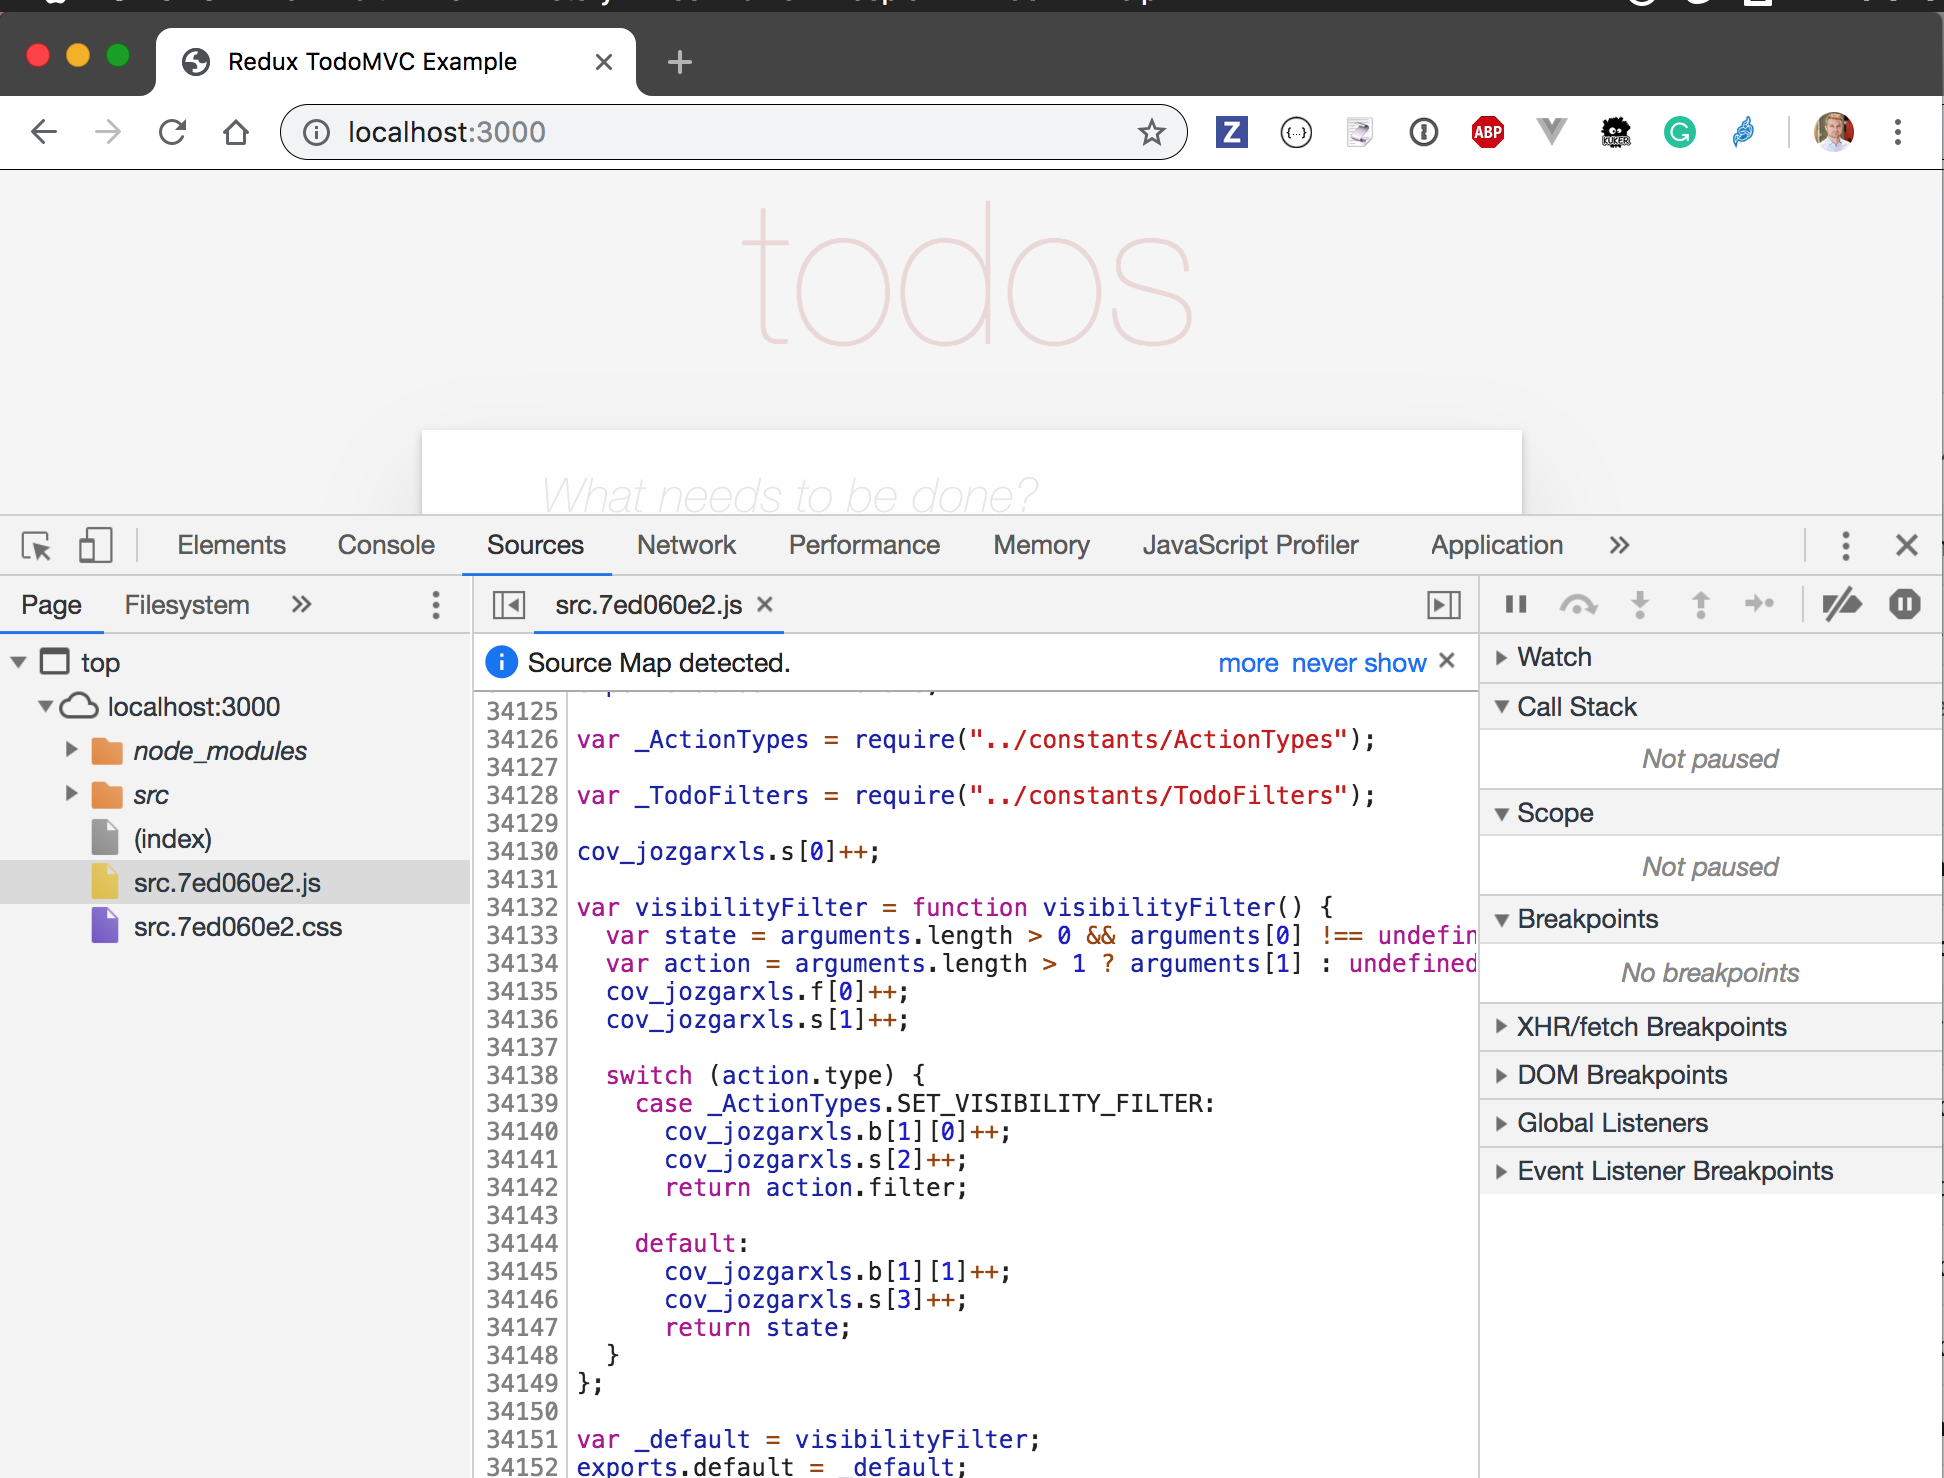 Redux TodoMVC Example
localhost:3000
Z
{...}
ABP
KUKER
G
todos
What needs to be done?
Elements Console Sources Network Performance Memory JavaScript Profiler Application
Page Filesystem
src.7ed060e2.js
top
localhost:3000
node_modules
src
(index)
src.7ed060e2.js
src.7ed060e2.css
Source Map detected. more never show
34125
34126 var _ActionTypes = require("../constants/ActionTypes");
34127
34128 var _TodoFilters = require("../constants/TodoFilters");
34129
34130 cov_jozgarxls.s[0]++;
34131
34132 var visibilityFilter = function visibilityFilter() {
34133 var state = arguments.length > 0 && arguments[0] !== undefin
34134 var action = arguments.length > 1 ? arguments[1] : undefined
34135 cov_jozgarxls.f[0]++;
34136 cov_jozgarxls.s[1]++;
34137
34138 switch (action.type) {
34139 case _ActionTypes.SET_VISIBILITY_FILTER:
34140 cov_jozgarxls.b[1][0]++;
34141 cov_jozgarxls.s[2]++;
34142 return action.filter;
34143
34144 default:
34145 cov_jozgarxls.b[1][1]++;
34146 cov_jozgarxls.s[3]++;
34147 return state;
34148 }
34149 };
34150
34151 var _default = visibilityFilter;
34152 exports.default = _default;
Watch
Call Stack
Not paused
Scope
Not paused
Breakpoints
No breakpoints
XHR/fetch Breakpoints
DOM Breakpoints
Global Listeners
Event Listener Breakpoints